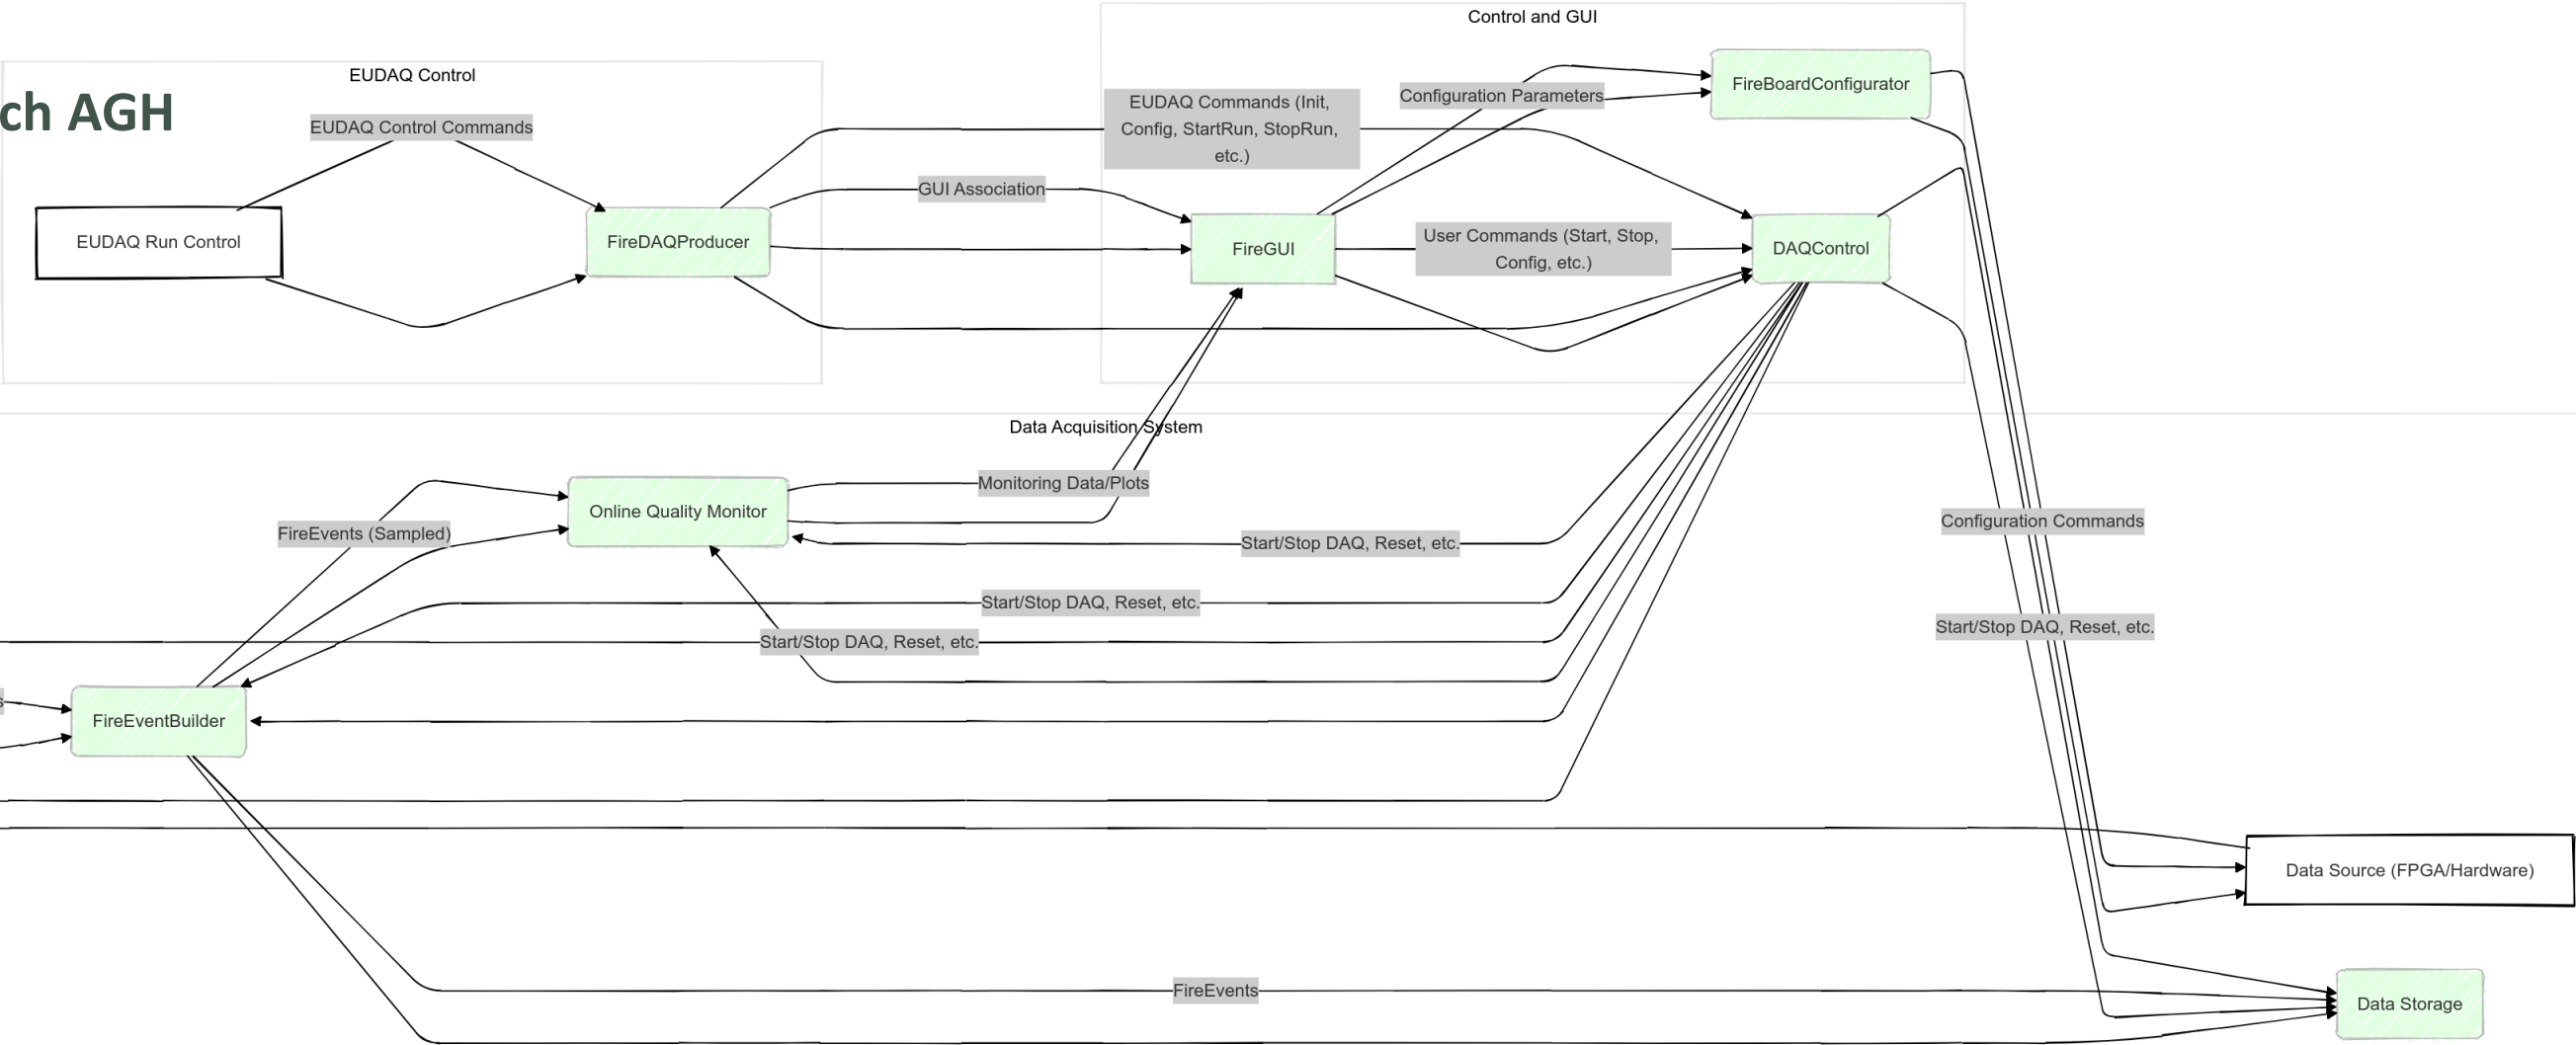 Control and GUI
EUDAQ Control
ch AGH
FireBoardConfigurator
Configuration Parameters
EUDAQ Commands (Init,
Config, StartRun, StopRun,
etc.)
EUDAQ Control Commands
GUI Association
EUDAQ Run Control
FireDAQProducer
FireGUI
User Commands (Start, Stop,
Config, etc.)
DAQControl
Data Acquisition System
Monitoring Data/Plots
Online Quality Monitor
FireEvents (Sampled)
Configuration Commands
Start/Stop DAQ, Reset, etc.
Start/Stop DAQ, Reset, etc.
Start/Stop DAQ, Reset, etc.
Start/Stop DAQ, Reset, etc.
s
FireEventBuilder
Data Source (FPGA/Hardware)
FireEvents
Data Storage